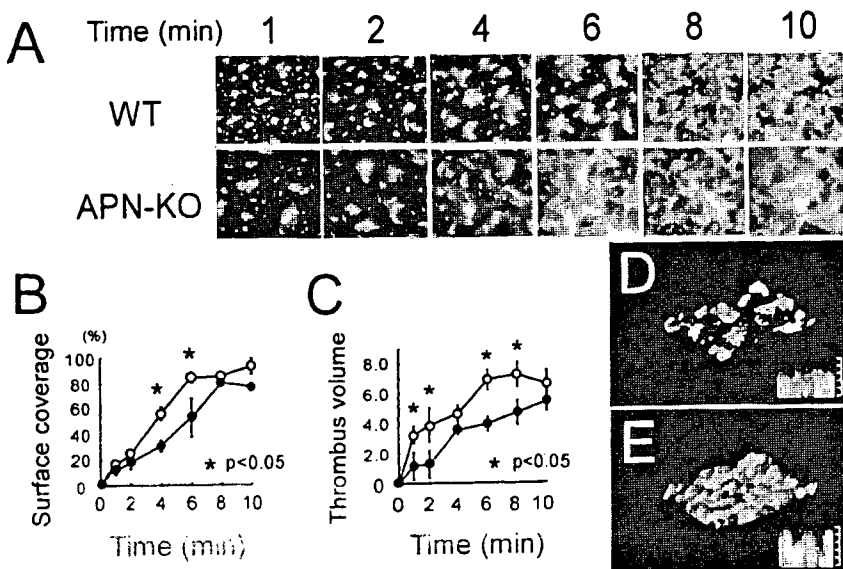 A
Time (min) 1 2 4 6 8 10
WT
APN-KO
B
(%)
Surface coverage
100
80
60
40
20
0
* * 
* p<0.05
0 2 4 6 8 10
Time (min)
C
Thrombus volume
8.0
6.0
4.0
2.0
0
* * * *
* p<0.05
0 2 4 6 8 10
Time (min)
D
E